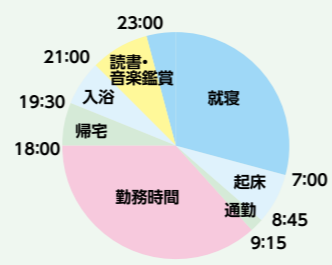 23:00
21:00
読書・
音楽鑑賞
就寝
入浴
19:30
帰宅
18:00
起床
7:00
通勤
8:45
9:15
勤務時間